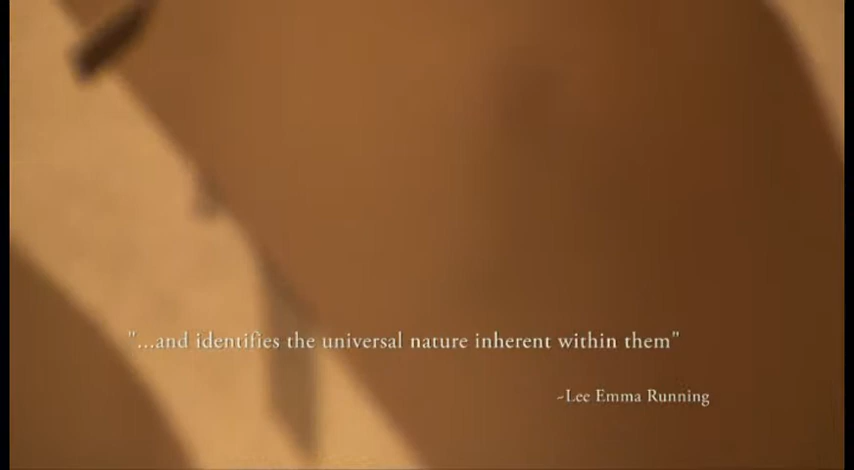 "...and identifies the universal nature inherent within them"
~Lee Emma Running